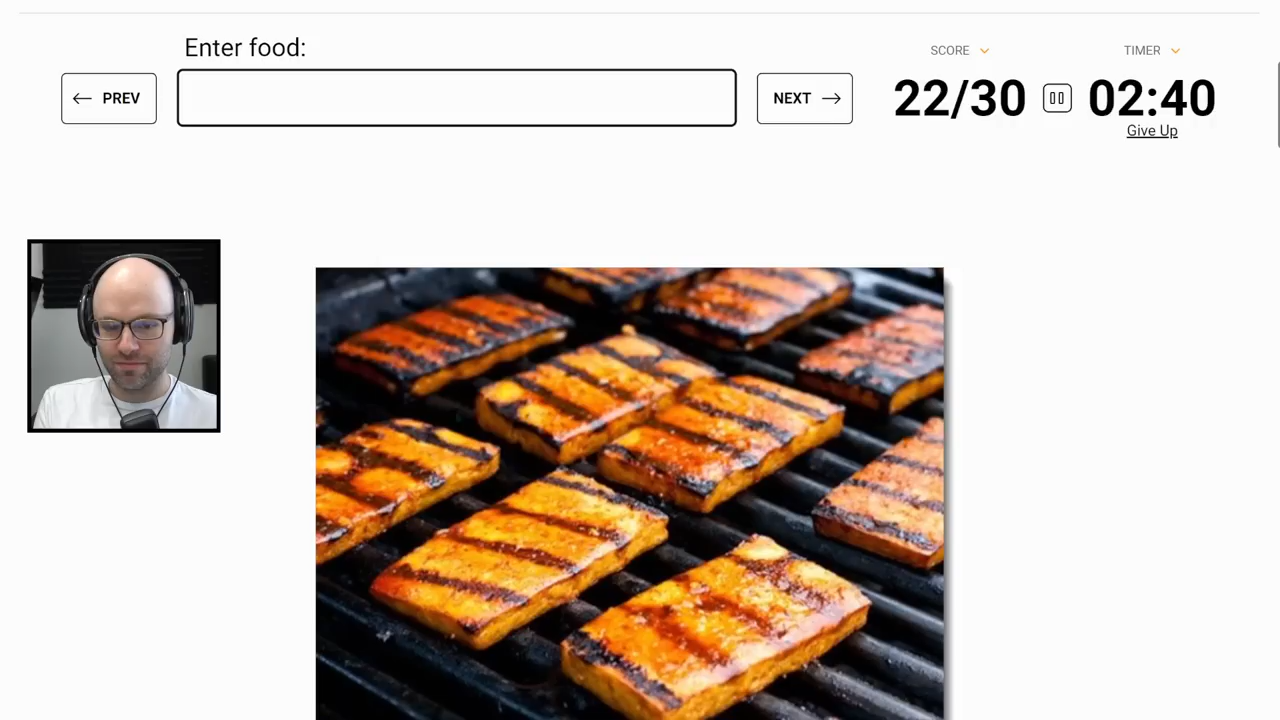 Enter food:
← PREV
NEXT →
SCORE
22/30
TIMER
02:40
Give Up